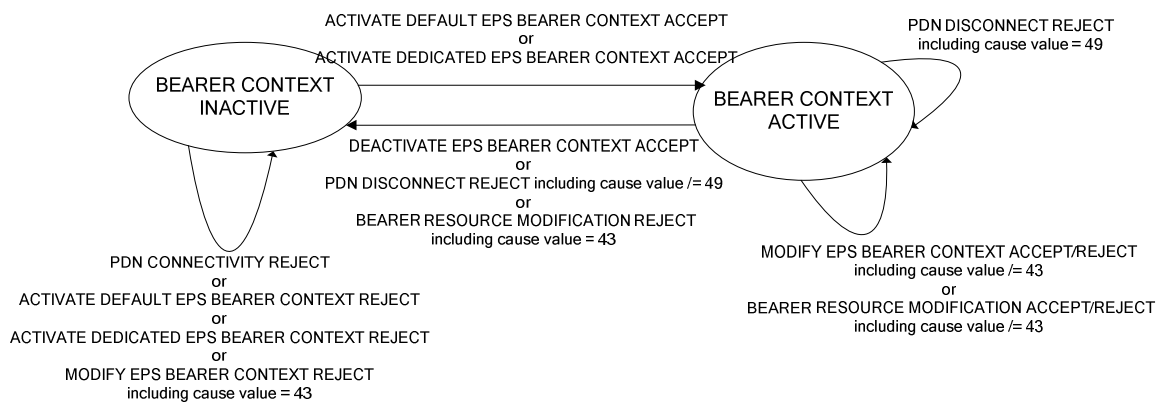 ACTIVATE DEFAULT EPS BEARER CONTEXT ACCEPT
or
ACTIVATE DEDICATED EPS BEARER CONTEXT ACCEPT
PDN DISCONNECT REJECT
including cause value = 49
BEARER CONTEXT
INACTIVE
BEARER CONTEXT
ACTIVE
DEACTIVATE EPS BEARER CONTEXT ACCEPT
or
PDN DISCONNECT REJECT including cause value /= 49
or
BEARER RESOURCE MODIFICATION REJECT
including cause value = 43
PDN CONNECTIVITY REJECT
or
ACTIVATE DEFAULT EPS BEARER CONTEXT REJECT
or
ACTIVATE DEDICATED EPS BEARER CONTEXT REJECT
or
MODIFY EPS BEARER CONTEXT REJECT
including cause value = 43
MODIFY EPS BEARER CONTEXT ACCEPT/REJECT
including cause value /= 43
or
BEARER RESOURCE MODIFICATION ACCEPT/REJECT
including cause value /= 43